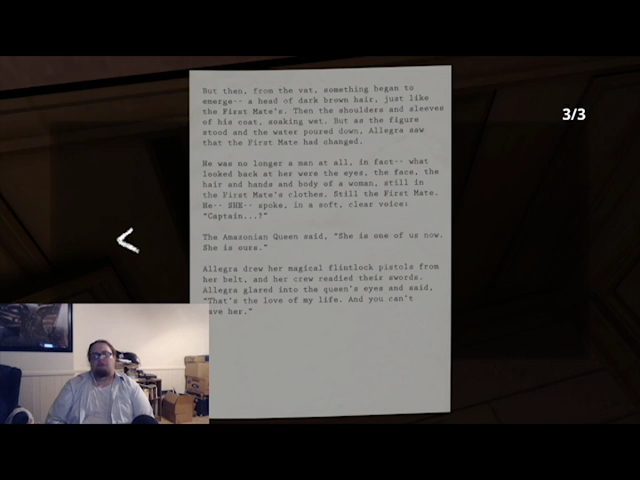 But then, from the vat, something began to
emerge-- a head of dark brown hair, just like
the First Mate's. Then the shoulders and sleeves
of his coat, soaking wet. But as the figure
stood and the water poured down, Allegra saw
that the First Mate had changed.
He was no longer a man at all, in fact-- what
looked back at her were the eyes, the face, the
hair and hands and body of a woman, still in
the First Mate's clothes. Still the First Mate.
He-- SHE-- spoke, in a soft, clear voice:
"Captain...?"
The Amazonian Queen said, "She is one of us now.
She is ours."
Allegra drew her magical flintlock pistols from
her belt, and her crew readied their swords.
Allegra glared into the queen's eyes and said,
"That's the love of my life. And you can't
ave her."
3/3